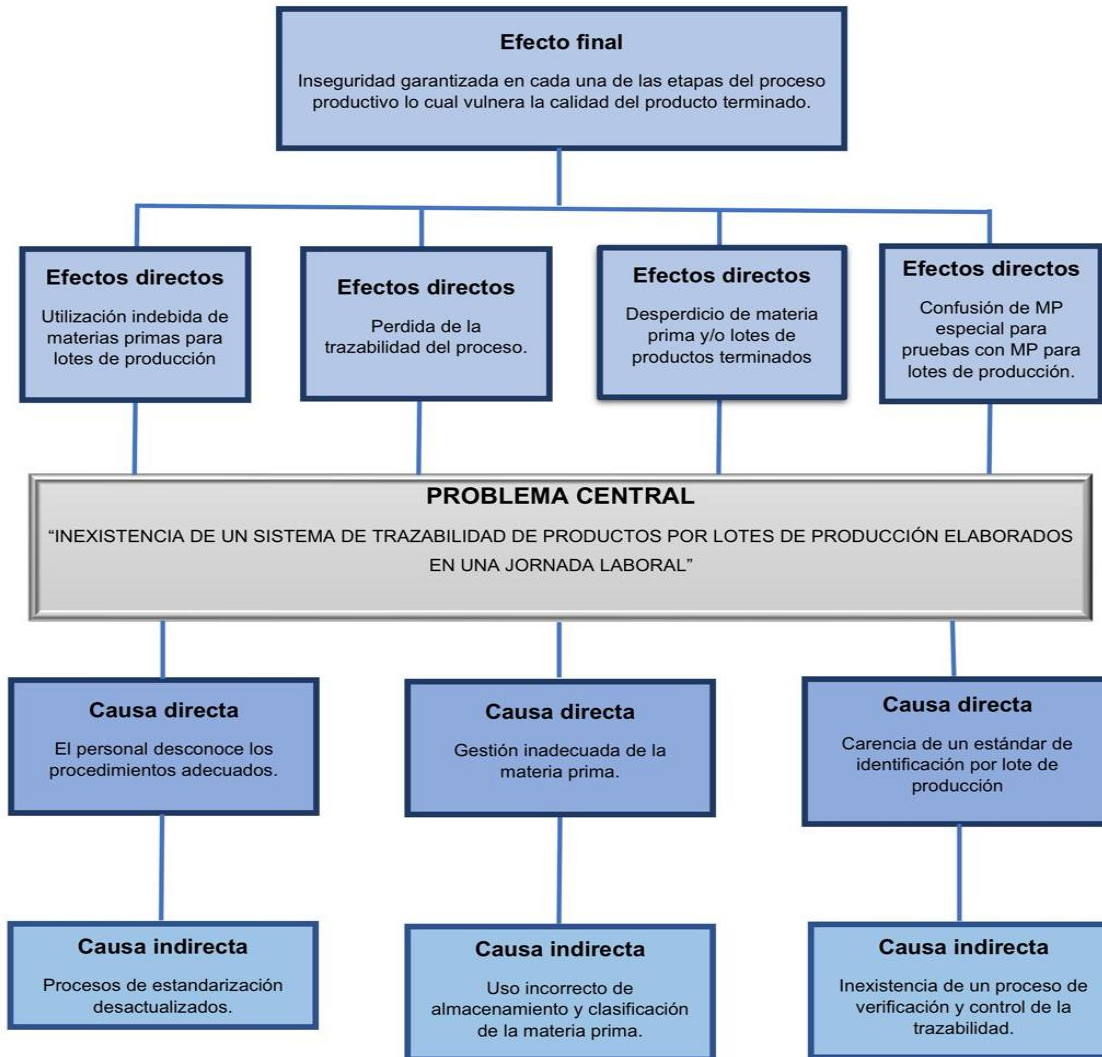 Efecto final
Inseguridad garantizada en cada una de las etapas del proceso
productivo lo cual vulnera la calidad del producto terminado.
Efectos directos
Utilización indebida de
materias primas para
lotes de producción
Efectos directos
Perdida de la
trazabilidad del proceso.
Efectos directos
Desperdicio de materia
prima y/o lotes de
productos terminados
Efectos directos
Confusión de MP
especial para
pruebas con MP para
lotes de producción.
PROBLEMA CENTRAL
“INEXISTENCIA DE UN SISTEMA DE TRAZABILIDAD DE PRODUCTOS POR LOTES DE PRODUCCIÓN ELABORADOS
EN UNA JORNADA LABORAL”
Causa directa
El personal desconoce los
procedimientos adecuados.
Causa directa
Gestión inadecuada de la
materia prima.
Causa directa
Carencia de un estándar de
identificación por lote de
producción
Causa indirecta
Procesos de estandarización
desactualizados.
Causa indirecta
Uso incorrecto de
almacenamiento y clasificación
de la materia prima.
Causa indirecta
Inexistencia de un proceso de
verificación y control de la
trazabilidad.